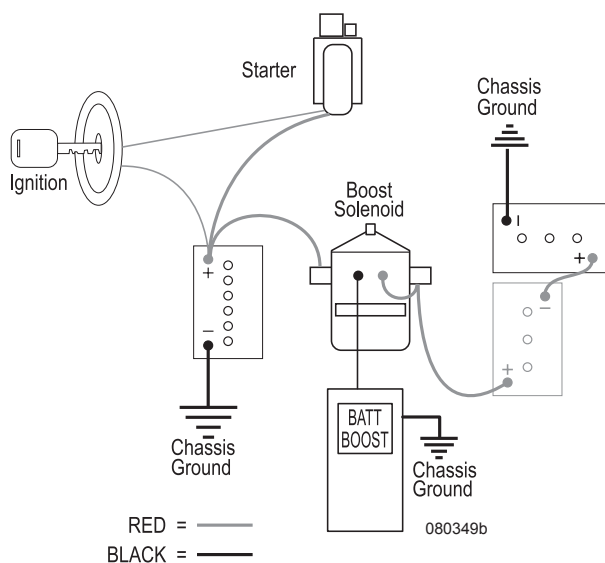 Starter
Chassis
Ground
Ignition
Boost
Solenoid
+
−
−
+
−
+
BATT
BOOST
Chassis
Ground
Chassis
Ground
RED =
BLACK =
080349b